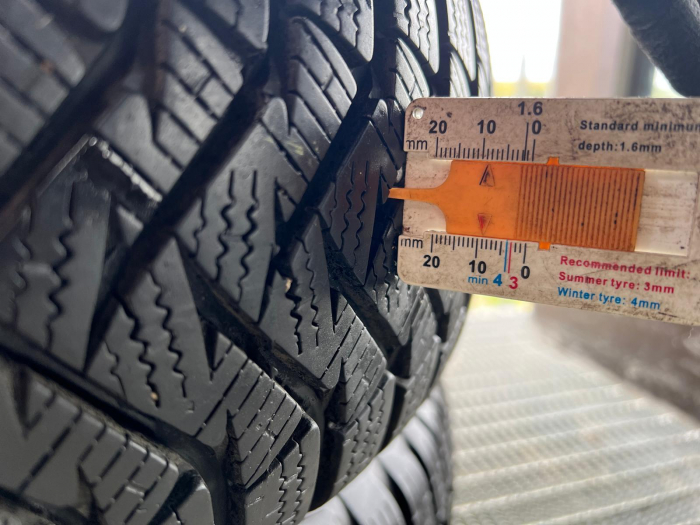 1.6
20 10 0
mm
Standard minimum
depth:1.6mm
mm
20 10 0
min 4 3
Recommended limit:
Summer tyre: 3mm
Winter tyre: 4mm